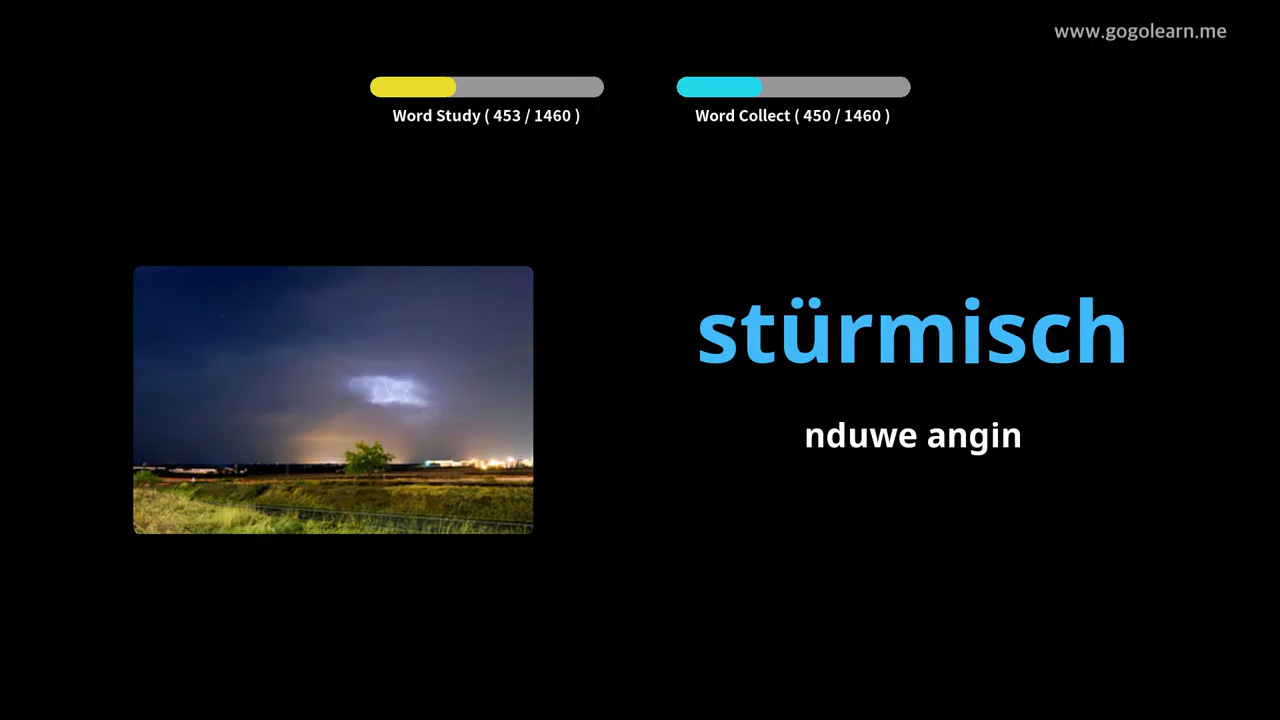 www.gogolearn.me
Word Study ( 453 / 1460 )
Word Collect ( 450 / 1460 )
stürmisch
nduwe angin